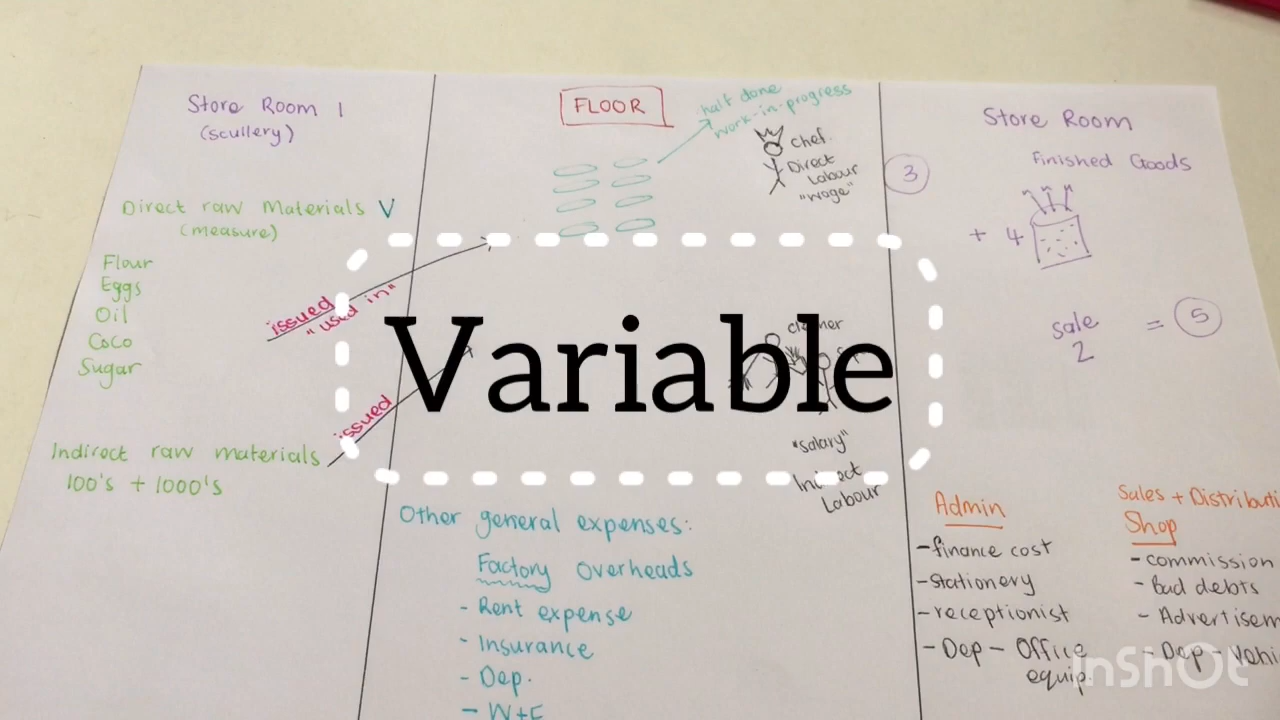 Store Room 1
(scullery)
Direct raw Materials V
(measure)
Flour
Eggs
Oil
Coco
Sugar
issued
"used in"
issued
Indirect raw materials
100's + 1000's
FLOOR
half done
work-in-progress
chef.
Direct
Labour
"wage"
Variable
"salary"
Indirect
Labour
Other general expenses:
Factory overheads
- Rent expense
- Insurance
- Dep.
- W+E
Store Room
Finished Goods
3
+ 4
sale
2
= 5
Admin
- finance cost
- stationery
- receptionist
- Dep - Office
equip.
Sales + Distributi
Shop
- commission
- Bad debts
- Advertisem
- Dep - Vehi
InShOt